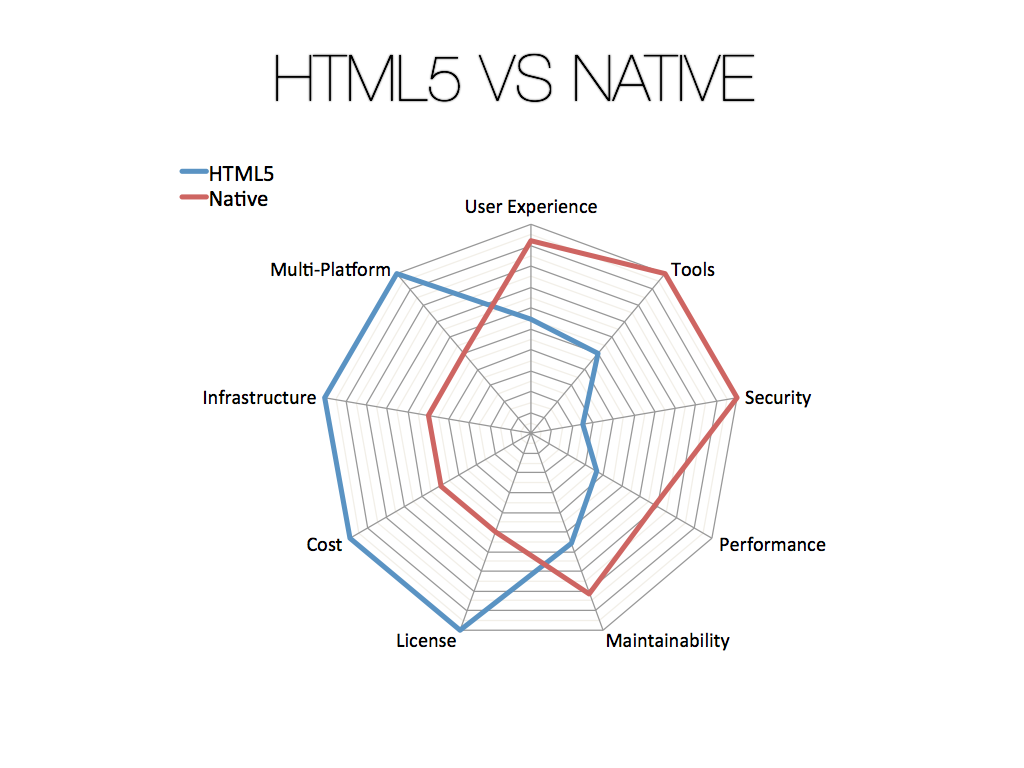 HTML5 VS NATIVE
HTML5
Native
User Experience
Multi-Platform
Tools
Infrastructure
Security
Cost
Performance
License
Maintainability